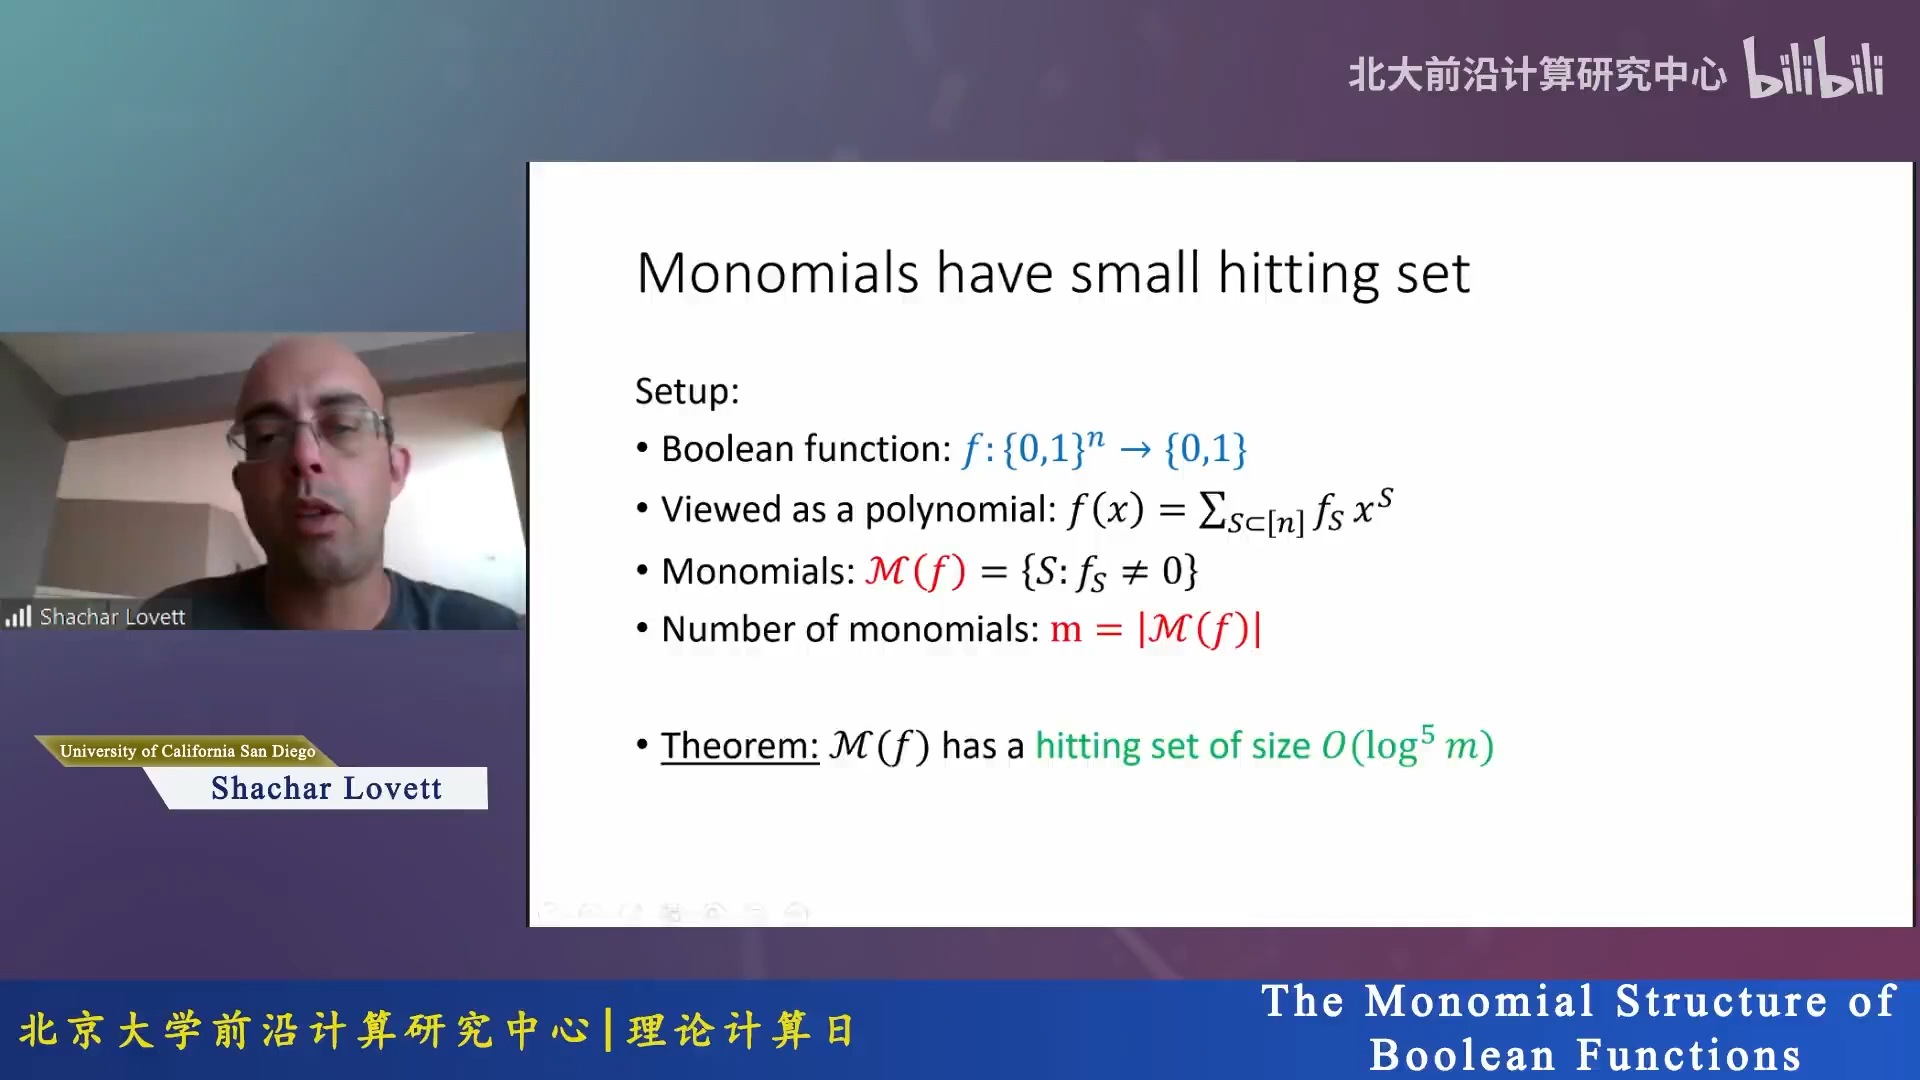 北大前沿计算研究中心 bilibili
Monomials have small hitting set
Setup:
• Boolean function: f: {0,1}ⁿ → {0,1}
• Viewed as a polynomial: f(x) = ∑_{S⊂[n]} f_S x^S
• Monomials: ℳ(f) = {S: f_S ≠ 0}
• Number of monomials: m = |ℳ(f)|
• Theorem: ℳ(f) has a hitting set of size O(log⁵ m)
Shachar Lovett
University of California San Diego
Shachar Lovett
北京大学前沿计算研究中心|理论计算日
The Monomial Structure of
Boolean Functions